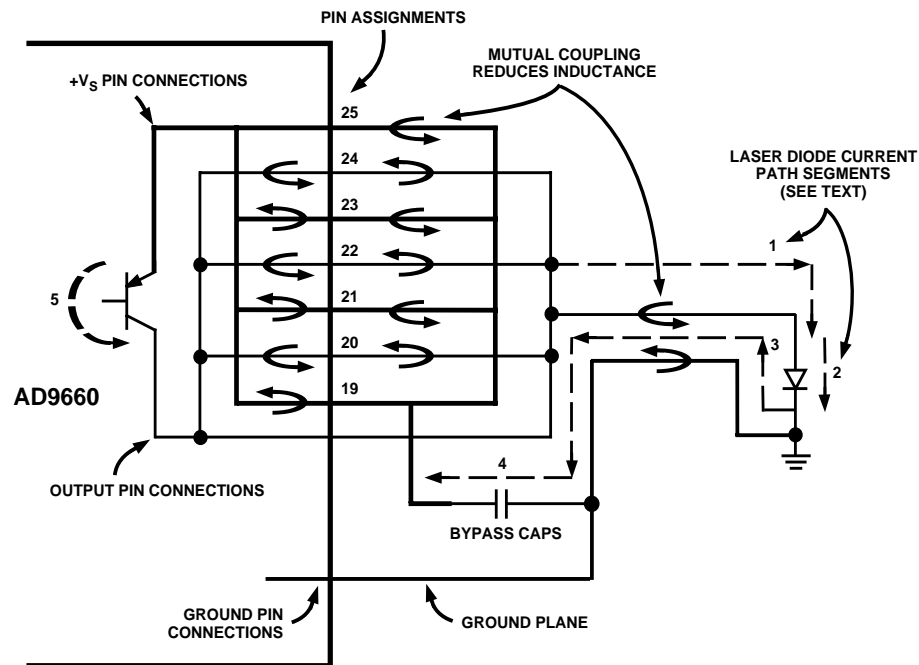 PIN ASSIGNMENTS
MUTUAL COUPLING
REDUCES INDUCTANCE
+VS PIN CONNECTIONS
25
24
LASER DIODE CURRENT
PATH SEGMENTS
(SEE TEXT)
23
22
1
5
21
20
3
2
19
AD9660
4
OUTPUT PIN CONNECTIONS
BYPASS CAPS
GROUND PIN
CONNECTIONS
GROUND PLANE